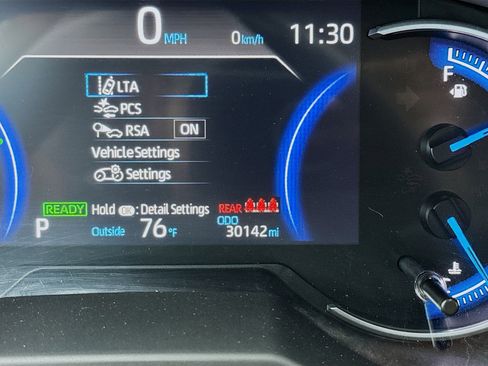 0 MPH 0 km/h 11:30
LTA
PCS
RSA ON
Vehicle Settings
Settings
READY Hold OK : Detail Settings REAR
P Outside 76°F ODO 30142 mi
F
C